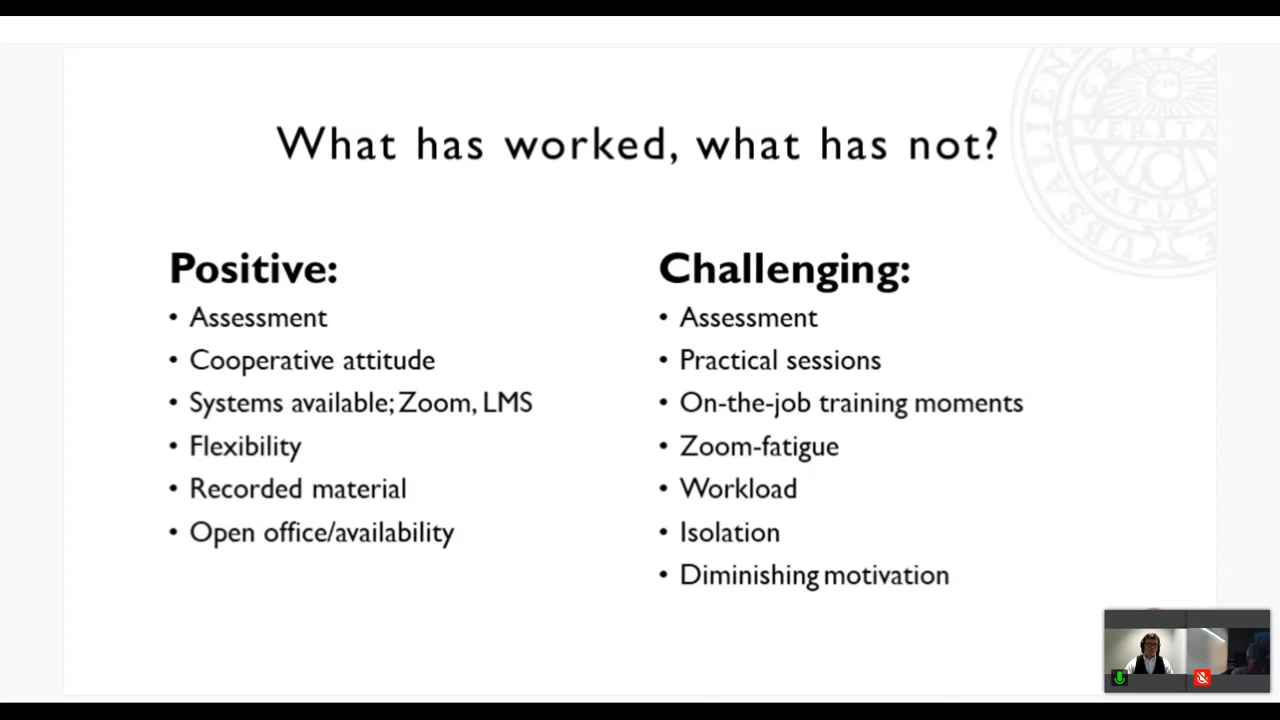 What has worked, what has not?
Positive:
• Assessment
• Cooperative attitude
• Systems available; Zoom, LMS
• Flexibility
• Recorded material
• Open office/availability
Challenging:
• Assessment
• Practical sessions
• On-the-job training moments
• Zoom-fatigue
• Workload
• Isolation
• Diminishing motivation